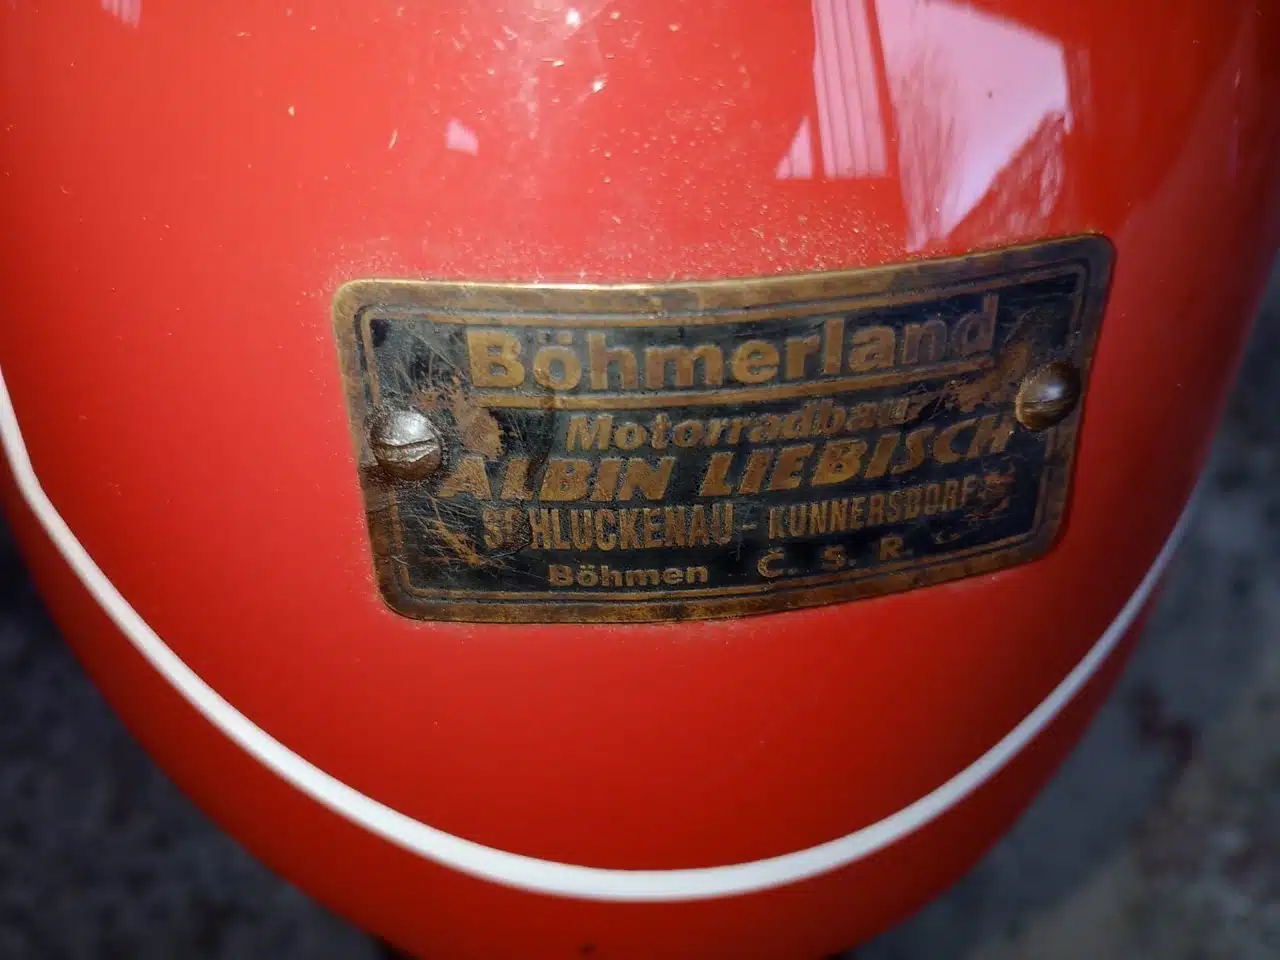 Böhmerland
Motorradbau
ALBIN LIEBISCH
SCHLUCKENAU - KUNNERSDORF
Böhmen C. S. R.